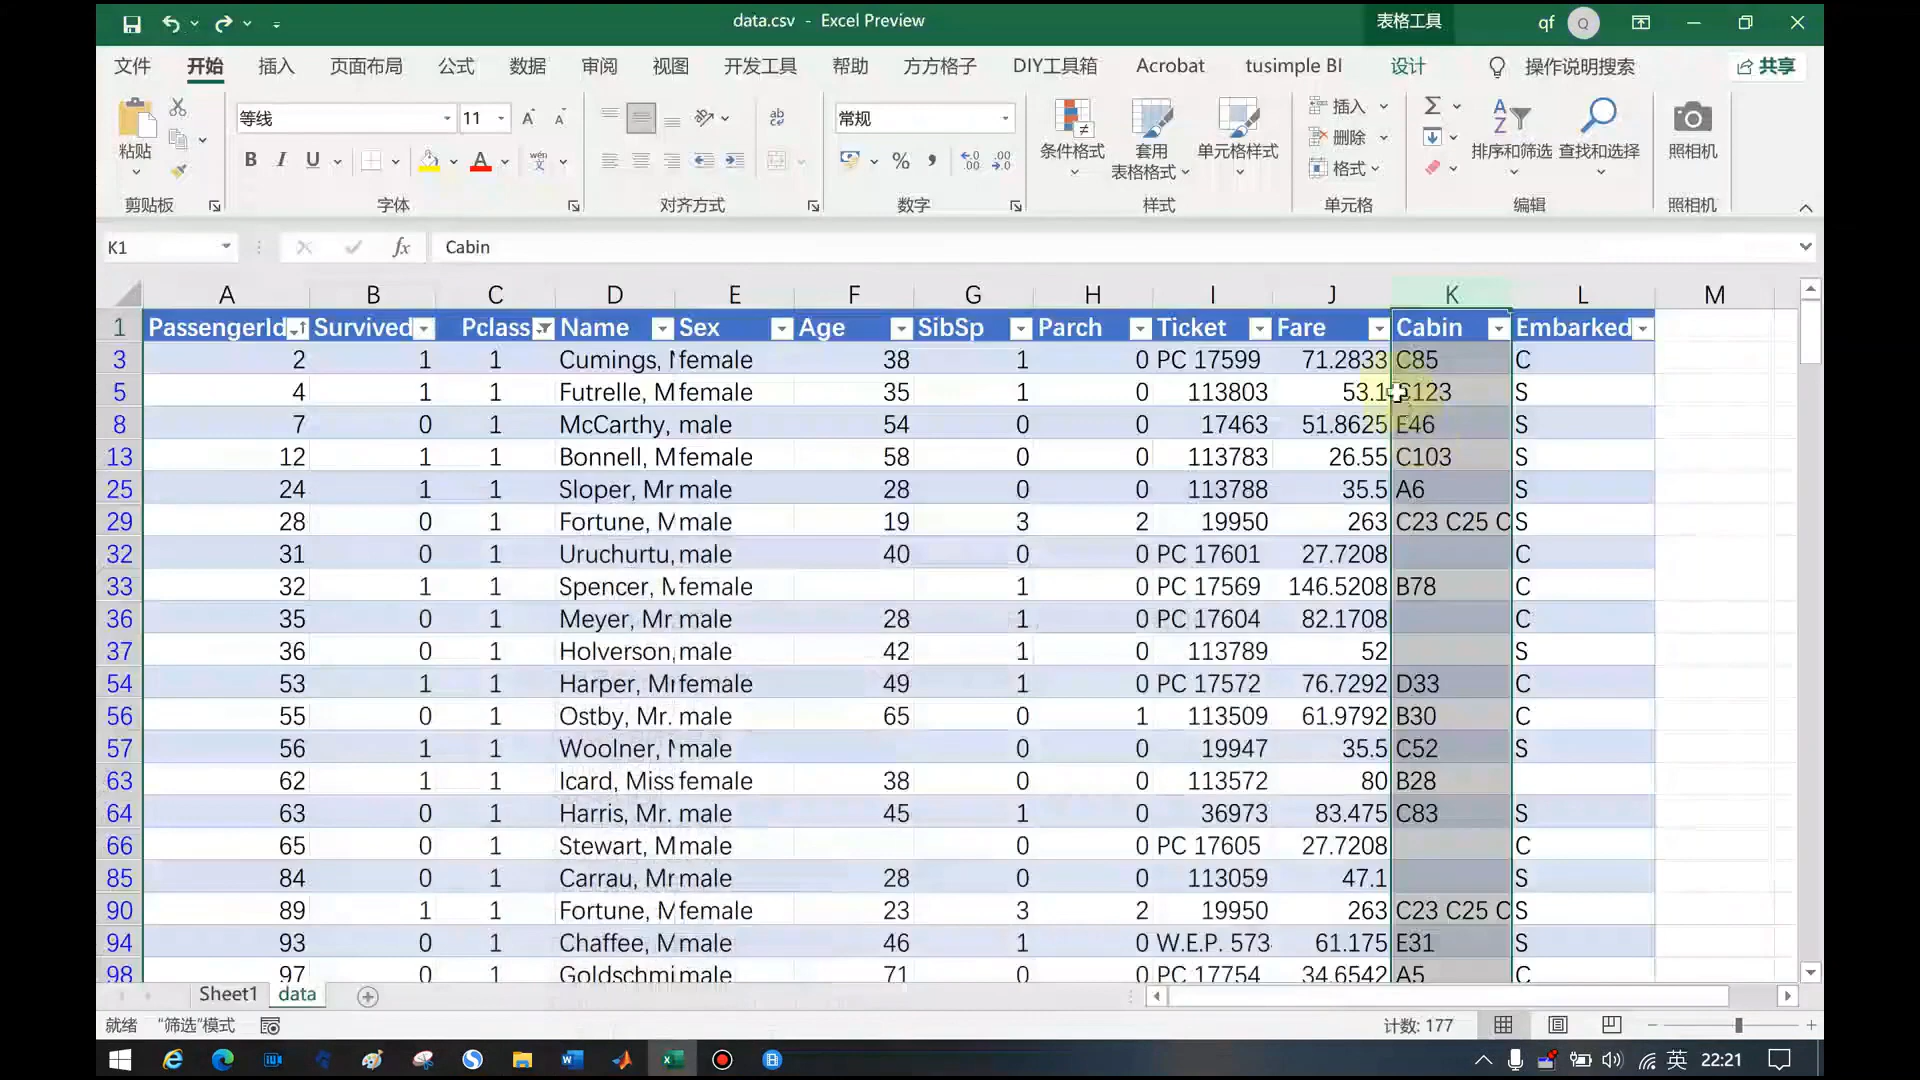 data.csv - Excel Preview
表格工具
qf
Q
文件 开始 插入 页面布局 公式 数据 审阅 视图 开发工具 帮助 方方格子 DIY工具箱 Acrobat tusimple BI 设计 操作说明搜索 共享
粘贴
剪贴板
等线 11
B I U
wén
字体
ab
对齐方式
常规
%
数字
条件格式
套用
表格格式
单元格样式
样式
插入
删除
格式
单元格
排序和筛选
查找和选择
编辑
照相机
照相机
K1 fx Cabin
A B C D E F G H I J K L M
1 PassengerId Survived Pclass Name Sex Age SibSp Parch Ticket Fare Cabin Embarked
3 2 1 1 Cumings, female 38 1 0 PC 17599 71.2833 C85 C
5 4 1 1 Futrelle, M female 35 1 0 113803 53.1 C123 S
8 7 0 1 McCarthy, male 54 0 0 17463 51.8625 E46 S
13 12 1 1 Bonnell, M female 58 0 0 113783 26.55 C103 S
25 24 1 1 Sloper, Mr male 28 0 0 113788 35.5 A6 S
29 28 0 1 Fortune, M male 19 3 2 19950 263 C23 C25 C S
32 31 0 1 Uruchurtu, male 40 0 0 PC 17601 27.7208 C
33 32 1 1 Spencer, M female 1 0 PC 17569 146.5208 B78 C
36 35 0 1 Meyer, Mr. male 28 1 0 PC 17604 82.1708 C
37 36 0 1 Holverson, male 42 1 0 113789 52 S
54 53 1 1 Harper, Mr female 49 1 0 PC 17572 76.7292 D33 C
56 55 0 1 Ostby, Mr. male 65 0 1 113509 61.9792 B30 C
57 56 1 1 Woolner, M male 0 0 19947 35.5 C52 S
63 62 1 1 Icard, Miss female 38 0 0 113572 80 B28
64 63 0 1 Harris, Mr. male 45 1 0 36973 83.475 C83 S
66 65 0 1 Stewart, M male 0 0 PC 17605 27.7208 C
85 84 0 1 Carrau, Mr male 28 0 0 113059 47.1 S
90 89 1 1 Fortune, M female 23 3 2 19950 263 C23 C25 C S
94 93 0 1 Chaffee, M male 46 1 0 W.E.P. 573 61.175 E31 S
98 97 0 1 Goldschmi male 71 0 0 PC 17754 34.6542 A5 C
Sheet1 data
就绪 “筛选”模式 计数: 177
英 22:21